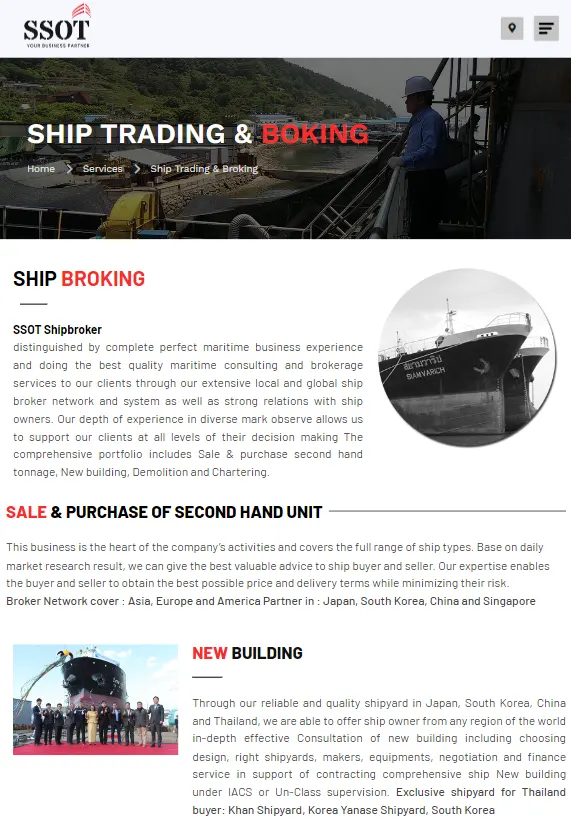 SSOT
YOUR BUSINESS PARTNER
SHIP TRADING & BOKING
Home > Services > Ship Trading & Broking
SHIP BROKING
SSOT Shipbroker
distinguished by complete perfect maritime business experience
and doing the best quality maritime consulting and brokerage
services to our clients through our extensive local and global ship
broker network and system as well as strong relations with ship
owners. Our depth of experience in diverse mark observe allows us
to support our clients at all levels of their decision making The
comprehensive portfolio includes Sale & purchase second hand
tonnage, New building, Demolition and Chartering.
สยามวาริช
SIAMVARICH
SALE & PURCHASE OF SECOND HAND UNIT
This business is the heart of the company's activities and covers the full range of ship types. Base on daily
market research result, we can give the best valuable advice to ship buyer and seller. Our expertise enables
the buyer and seller to obtain the best possible price and delivery terms while minimizing their risk.
Broker Network cover : Asia, Europe and America Partner in : Japan, South Korea, China and Singapore
NEW BUILDING
Through our reliable and quality shipyard in Japan, South Korea, China
and Thailand, we are able to offer ship owner from any region of the world
in-depth effective Consultation of new building including choosing
design, right shipyards, makers, equipments, negotiation and finance
service in support of contracting comprehensive ship New building
under IACS or Un-Class supervision. Exclusive shipyard for Thailand
buyer: Khan Shipyard, Korea Yanase Shipyard, South Korea